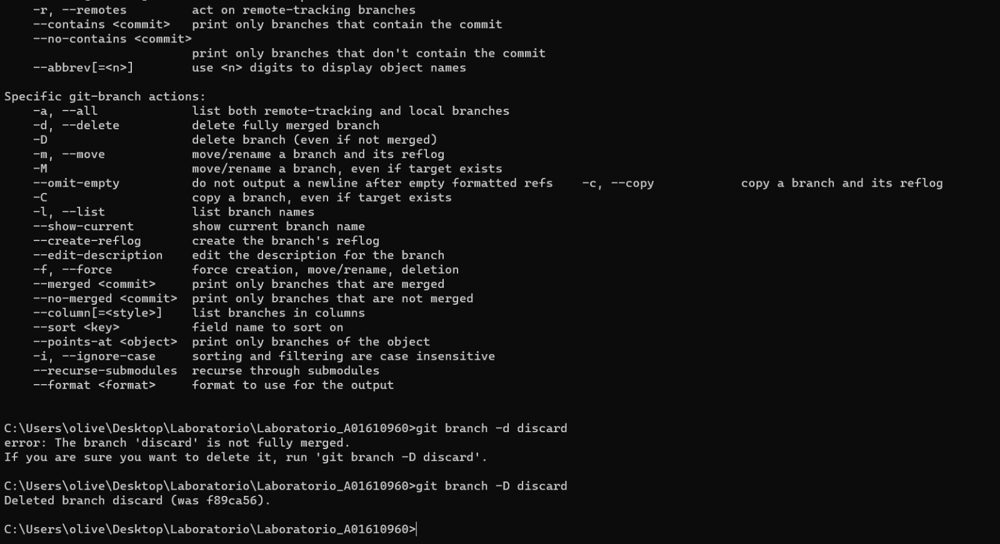 -r, --remotes         act on remote-tracking branches
--contains <commit>   print only branches that contain the commit
--no-contains <commit>
                      print only branches that don't contain the commit
--abbrev[=<n>]        use <n> digits to display object names

Specific git-branch actions:
    -a, --all             list both remote-tracking and local branches
    -d, --delete          delete fully merged branch
    -D                    delete branch (even if not merged)
    -m, --move            move/rename a branch and its reflog
    -M                    move/rename a branch, even if target exists
    --omit-empty          do not output a newline after empty formatted refs    -c, --copy            copy a branch and its reflog
    -C                    copy a branch, even if target exists
    -l, --list            list branch names
    --show-current        show current branch name
    --create-reflog       create the branch's reflog
    --edit-description    edit the description for the branch
    -f, --force           force creation, move/rename, deletion
    --merged <commit>     print only branches that are merged
    --no-merged <commit>  print only branches that are not merged
    --column[=<style>]    list branches in columns
    --sort <key>          field name to sort on
    --points-at <object>  print only branches of the object
    -i, --ignore-case     sorting and filtering are case insensitive
    --recurse-submodules  recurse through submodules
    --format <format>     format to use for the output

C:\Users\olive\Desktop\Laboratorio\Laboratorio_A01610960>git branch -d discard
error: The branch 'discard' is not fully merged.
If you are sure you want to delete it, run 'git branch -D discard'.

C:\Users\olive\Desktop\Laboratorio\Laboratorio_A01610960>git branch -D discard
Deleted branch discard (was f89ca56).

C:\Users\olive\Desktop\Laboratorio\Laboratorio_A01610960>